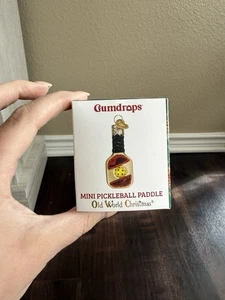 Gumdrops®
MINI PICKLEBALL PADDLE
Old World Christmas®